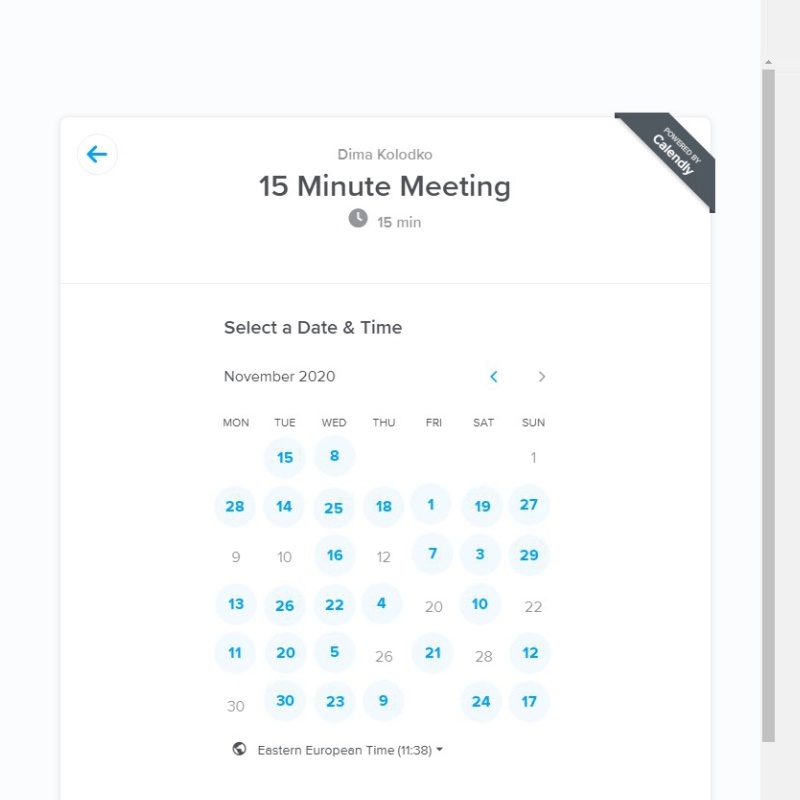 POWERED BY
Calendly
Dima Kolodko
15 Minute Meeting
15 min
Select a Date & Time
November 2020
MON TUE WED THU FRI SAT SUN
15 8 1
28 14 25 18 1 19 27
9 10 16 12 7 3 29
13 26 22 4 20 10 22
11 20 5 26 21 28 12
30 30 23 9 24 17
Eastern European Time (11:38)